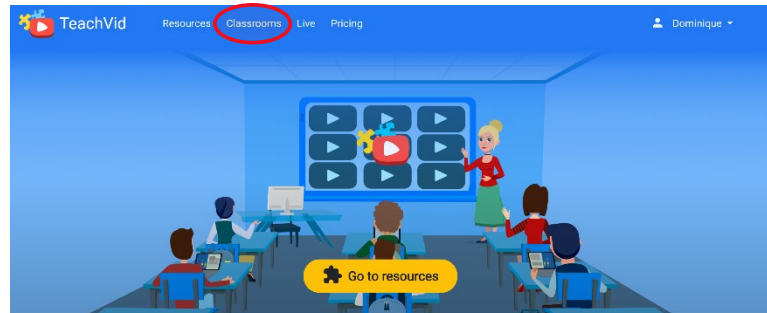 TeachVid Resources Classrooms Live Pricing Dominique
Go to resources